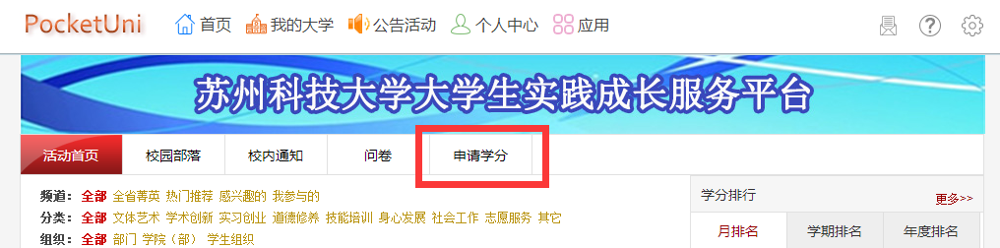 PocketUni 首页 我的大学 公告活动 个人中心 应用
苏州科技大学大学生实践成长服务平台
活动首页 校园部落 校内通知 问卷 申请学分
频道： 全部 全省菁英 热门推荐 感兴趣的 我参与的
分类： 全部 文体艺术 学术创新 实习创业 道德修养 技能培训 身心发展 社会工作 志愿服务 其它
组织： 全部 部门 学院（部） 学生组织
学分排行 更多>>
月排名 学期排名 年度排名